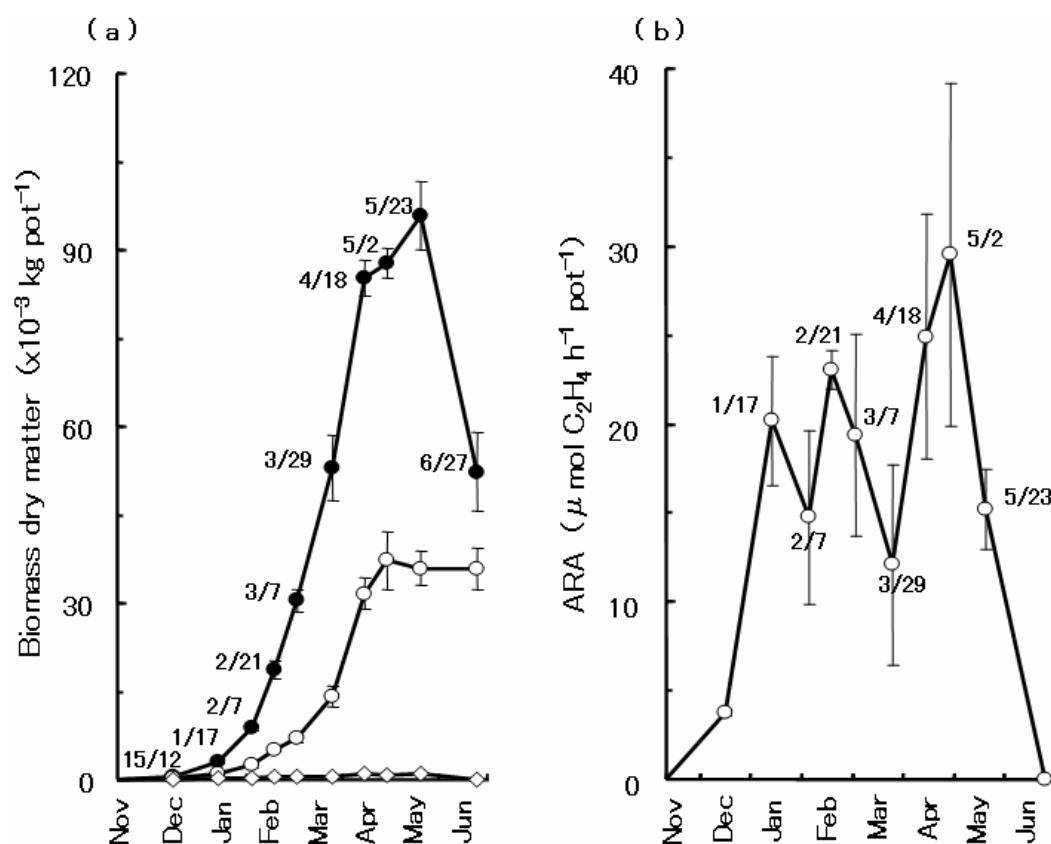 (a)
Biomass dry matter (x10⁻³ kg pot⁻¹)
120
90
60
30
0
15/12
1/17
2/7
2/21
3/7
3/29
4/18
5/2
5/23
6/27
Nov
Dec
Jan
Feb
Mar
Apr
May
Jun
(b)
ARA (μ mol C₂H₄ h⁻¹ pot⁻¹)
40
30
20
10
0
1/17
2/7
2/21
3/7
3/29
4/18
5/2
5/23
Nov
Dec
Jan
Feb
Mar
Apr
May
Jun